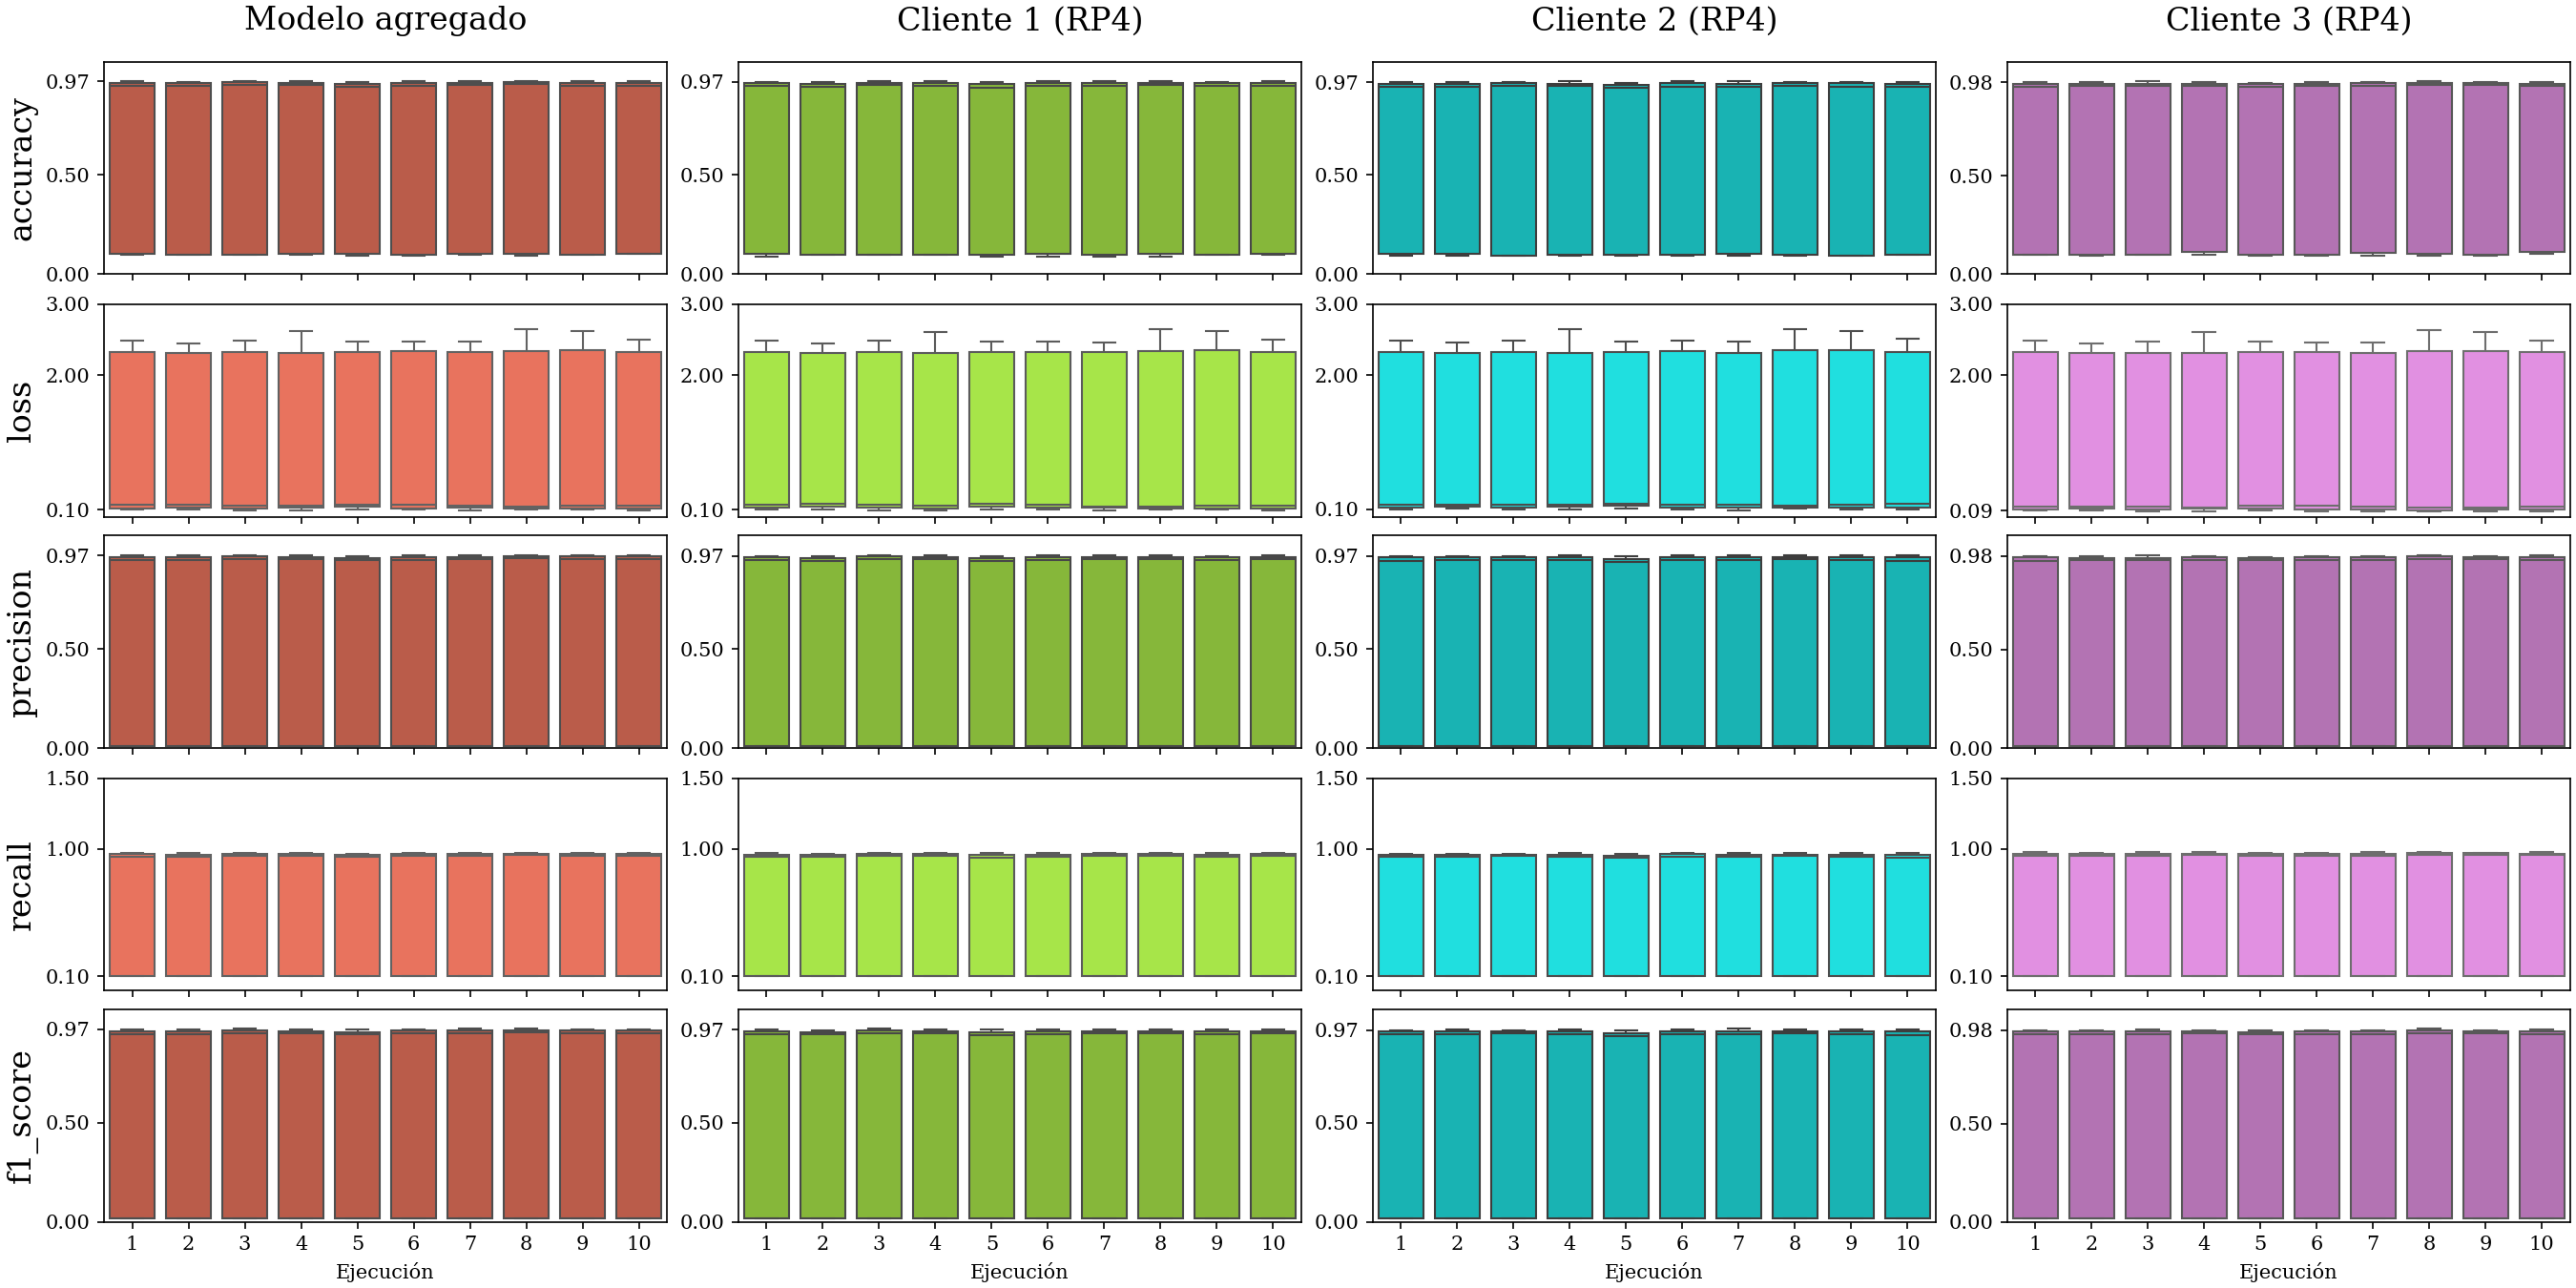 Modelo agregado Cliente 1 (RP4) Cliente 2 (RP4) Cliente 3 (RP4)
accuracy
0.97 0.97 0.97 0.98
0.50 0.50 0.50 0.50
0.00 0.00 0.00 0.00
loss
3.00 3.00 3.00 3.00
2.00 2.00 2.00 2.00
0.10 0.10 0.10 0.09
precision
0.97 0.97 0.97 0.98
0.50 0.50 0.50 0.50
0.00 0.00 0.00 0.00
recall
1.50 1.50 1.50 1.50
1.00 1.00 1.00 1.00
0.10 0.10 0.10 0.10
f1_score
0.97 0.97 0.97 0.98
0.50 0.50 0.50 0.50
0.00 0.00 0.00 0.00
1 2 3 4 5 6 7 8 9 10 1 2 3 4 5 6 7 8 9 10 1 2 3 4 5 6 7 8 9 10 1 2 3 4 5 6 7 8 9 10
Ejecución Ejecución Ejecución Ejecución